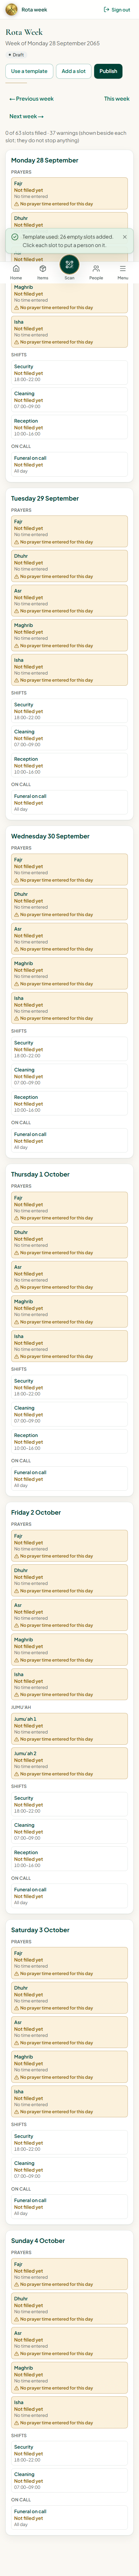 Rota week
Sign out
Rota Week
Week of Monday 28 September 2065
Draft
Use a template
Add a slot
Publish
← Previous week
This week
Next week →
0 of 63 slots filled · 37 warnings (shown beside each slot; they do not stop anything)
Monday 28 September
PRAYERS
Fajr
Not filled yet
No time entered
No prayer time entered for this day
Dhuhr
Not filled yet
Template used: 26 empty slots added.
Click each slot to put a person on it.
Home
Items
Scan
People
Menu
Maghrib
Not filled yet
No time entered
No prayer time entered for this day
Isha
Not filled yet
No time entered
No prayer time entered for this day
SHIFTS
Security
Not filled yet
18:00–22:00
Cleaning
Not filled yet
07:00–09:00
Reception
Not filled yet
10:00–16:00
ON CALL
Funeral on call
Not filled yet
All day
Tuesday 29 September
PRAYERS
Fajr
Not filled yet
No time entered
No prayer time entered for this day
Dhuhr
Not filled yet
No time entered
No prayer time entered for this day
Asr
Not filled yet
No time entered
No prayer time entered for this day
Maghrib
Not filled yet
No time entered
No prayer time entered for this day
Isha
Not filled yet
No time entered
No prayer time entered for this day
SHIFTS
Security
Not filled yet
18:00–22:00
Cleaning
Not filled yet
07:00–09:00
Reception
Not filled yet
10:00–16:00
ON CALL
Funeral on call
Not filled yet
All day
Wednesday 30 September
PRAYERS
Fajr
Not filled yet
No time entered
No prayer time entered for this day
Dhuhr
Not filled yet
No time entered
No prayer time entered for this day
Asr
Not filled yet
No time entered
No prayer time entered for this day
Maghrib
Not filled yet
No time entered
No prayer time entered for this day
Isha
Not filled yet
No time entered
No prayer time entered for this day
SHIFTS
Security
Not filled yet
18:00–22:00
Cleaning
Not filled yet
07:00–09:00
Reception
Not filled yet
10:00–16:00
ON CALL
Funeral on call
Not filled yet
All day
Thursday 1 October
PRAYERS
Fajr
Not filled yet
No time entered
No prayer time entered for this day
Dhuhr
Not filled yet
No time entered
No prayer time entered for this day
Asr
Not filled yet
No time entered
No prayer time entered for this day
Maghrib
Not filled yet
No time entered
No prayer time entered for this day
Isha
Not filled yet
No time entered
No prayer time entered for this day
SHIFTS
Security
Not filled yet
18:00–22:00
Cleaning
Not filled yet
07:00–09:00
Reception
Not filled yet
10:00–16:00
ON CALL
Funeral on call
Not filled yet
All day
Friday 2 October
PRAYERS
Fajr
Not filled yet
No time entered
No prayer time entered for this day
Dhuhr
Not filled yet
No time entered
No prayer time entered for this day
Asr
Not filled yet
No time entered
No prayer time entered for this day
Maghrib
Not filled yet
No time entered
No prayer time entered for this day
Isha
Not filled yet
No time entered
No prayer time entered for this day
JUMU'AH
Jumu'ah 1
Not filled yet
No time entered
No prayer time entered for this day
Jumu'ah 2
Not filled yet
No time entered
No prayer time entered for this day
SHIFTS
Security
Not filled yet
18:00–22:00
Cleaning
Not filled yet
07:00–09:00
Reception
Not filled yet
10:00–16:00
ON CALL
Funeral on call
Not filled yet
All day
Saturday 3 October
PRAYERS
Fajr
Not filled yet
No time entered
No prayer time entered for this day
Dhuhr
Not filled yet
No time entered
No prayer time entered for this day
Asr
Not filled yet
No time entered
No prayer time entered for this day
Maghrib
Not filled yet
No time entered
No prayer time entered for this day
Isha
Not filled yet
No time entered
No prayer time entered for this day
SHIFTS
Security
Not filled yet
18:00–22:00
Cleaning
Not filled yet
07:00–09:00
ON CALL
Funeral on call
Not filled yet
All day
Sunday 4 October
PRAYERS
Fajr
Not filled yet
No time entered
No prayer time entered for this day
Dhuhr
Not filled yet
No time entered
No prayer time entered for this day
Asr
Not filled yet
No time entered
No prayer time entered for this day
Maghrib
Not filled yet
No time entered
No prayer time entered for this day
Isha
Not filled yet
No time entered
No prayer time entered for this day
SHIFTS
Security
Not filled yet
18:00–22:00
Cleaning
Not filled yet
07:00–09:00
ON CALL
Funeral on call
Not filled yet
All day